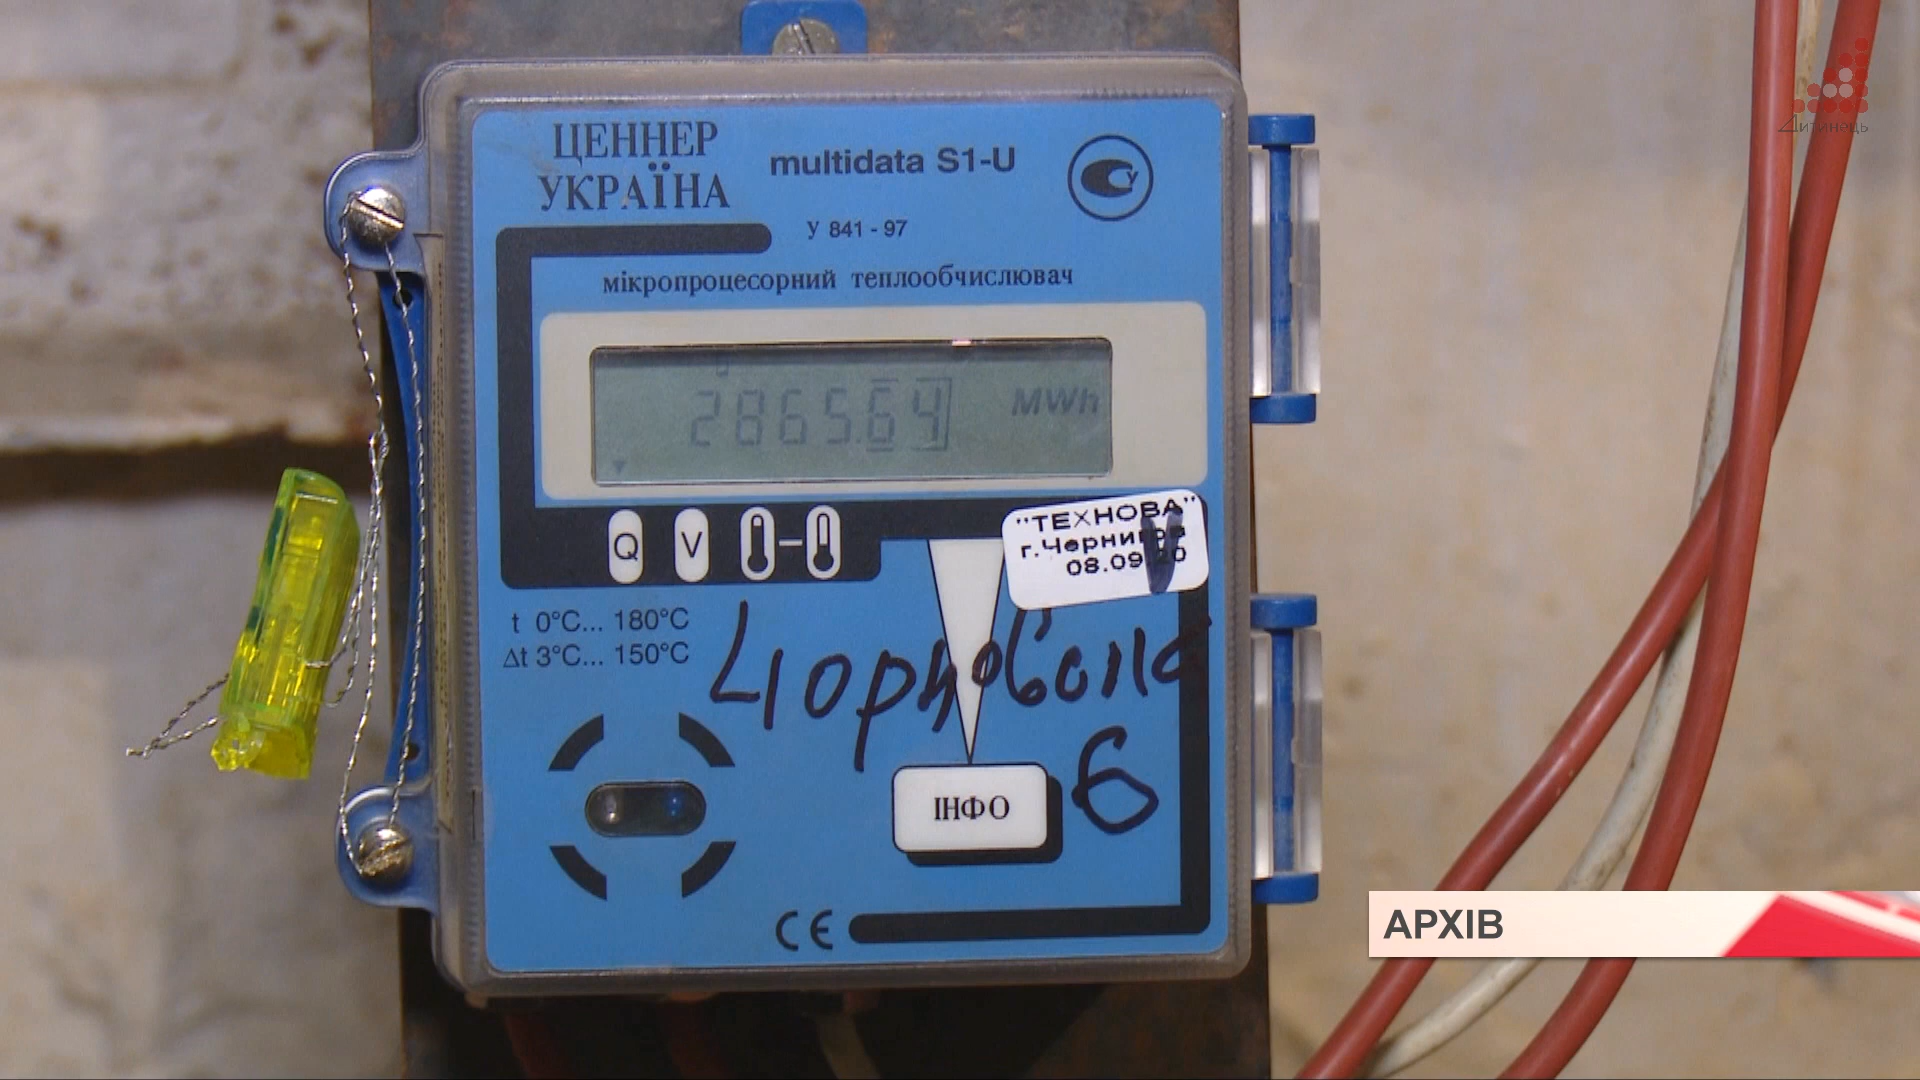 Дитинець
ЦЕННЕР
УКРАЇНА
multidata S1-U
У 841 - 97
мікропроцесорний теплообчислювач
2865.64 MWh
Q V
"ТЕХНОВА"
г.Чернигов
08.09.20
t 0°C... 180°C
Δt 3°C... 150°C
Чорновола
6
ІНФО
CE
АРХІВ